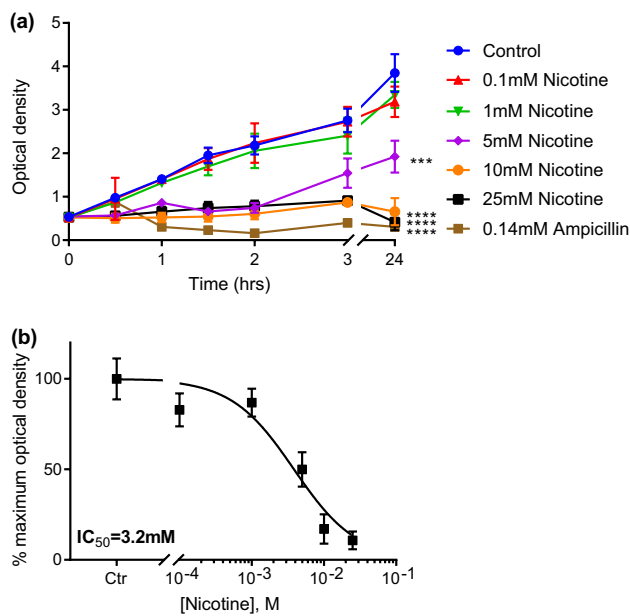 (a)
5
4
3
2
1
0
Optical density
0
1
2
3
24
Time (hrs)
Control
0.1mM Nicotine
1mM Nicotine
5mM Nicotine
10mM Nicotine
25mM Nicotine
0.14mM Ampicillin
***
****
****
****
(b)
% maximum optical density
100
50
0
IC50=3.2mM
Ctr
10-4
10-3
10-2
10-1
[Nicotine], M